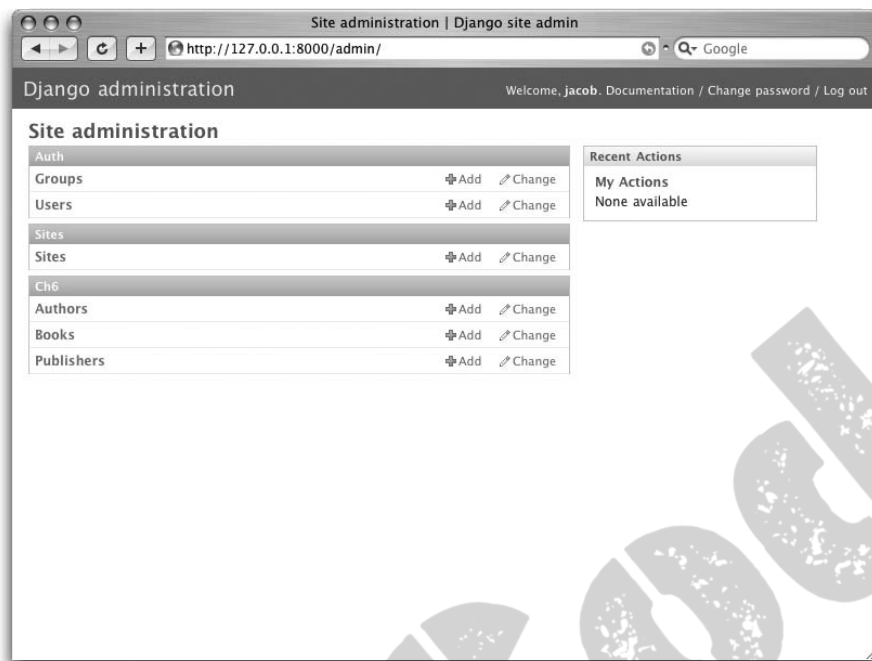 Site administration | Django site admin
http://127.0.0.1:8000/admin/
Google
Django administration
Welcome, jacob. Documentation / Change password / Log out
Site administration
Auth
Groups Add Change
Users Add Change
Sites
Sites Add Change
Ch6
Authors Add Change
Books Add Change
Publishers Add Change
Recent Actions
My Actions
None available